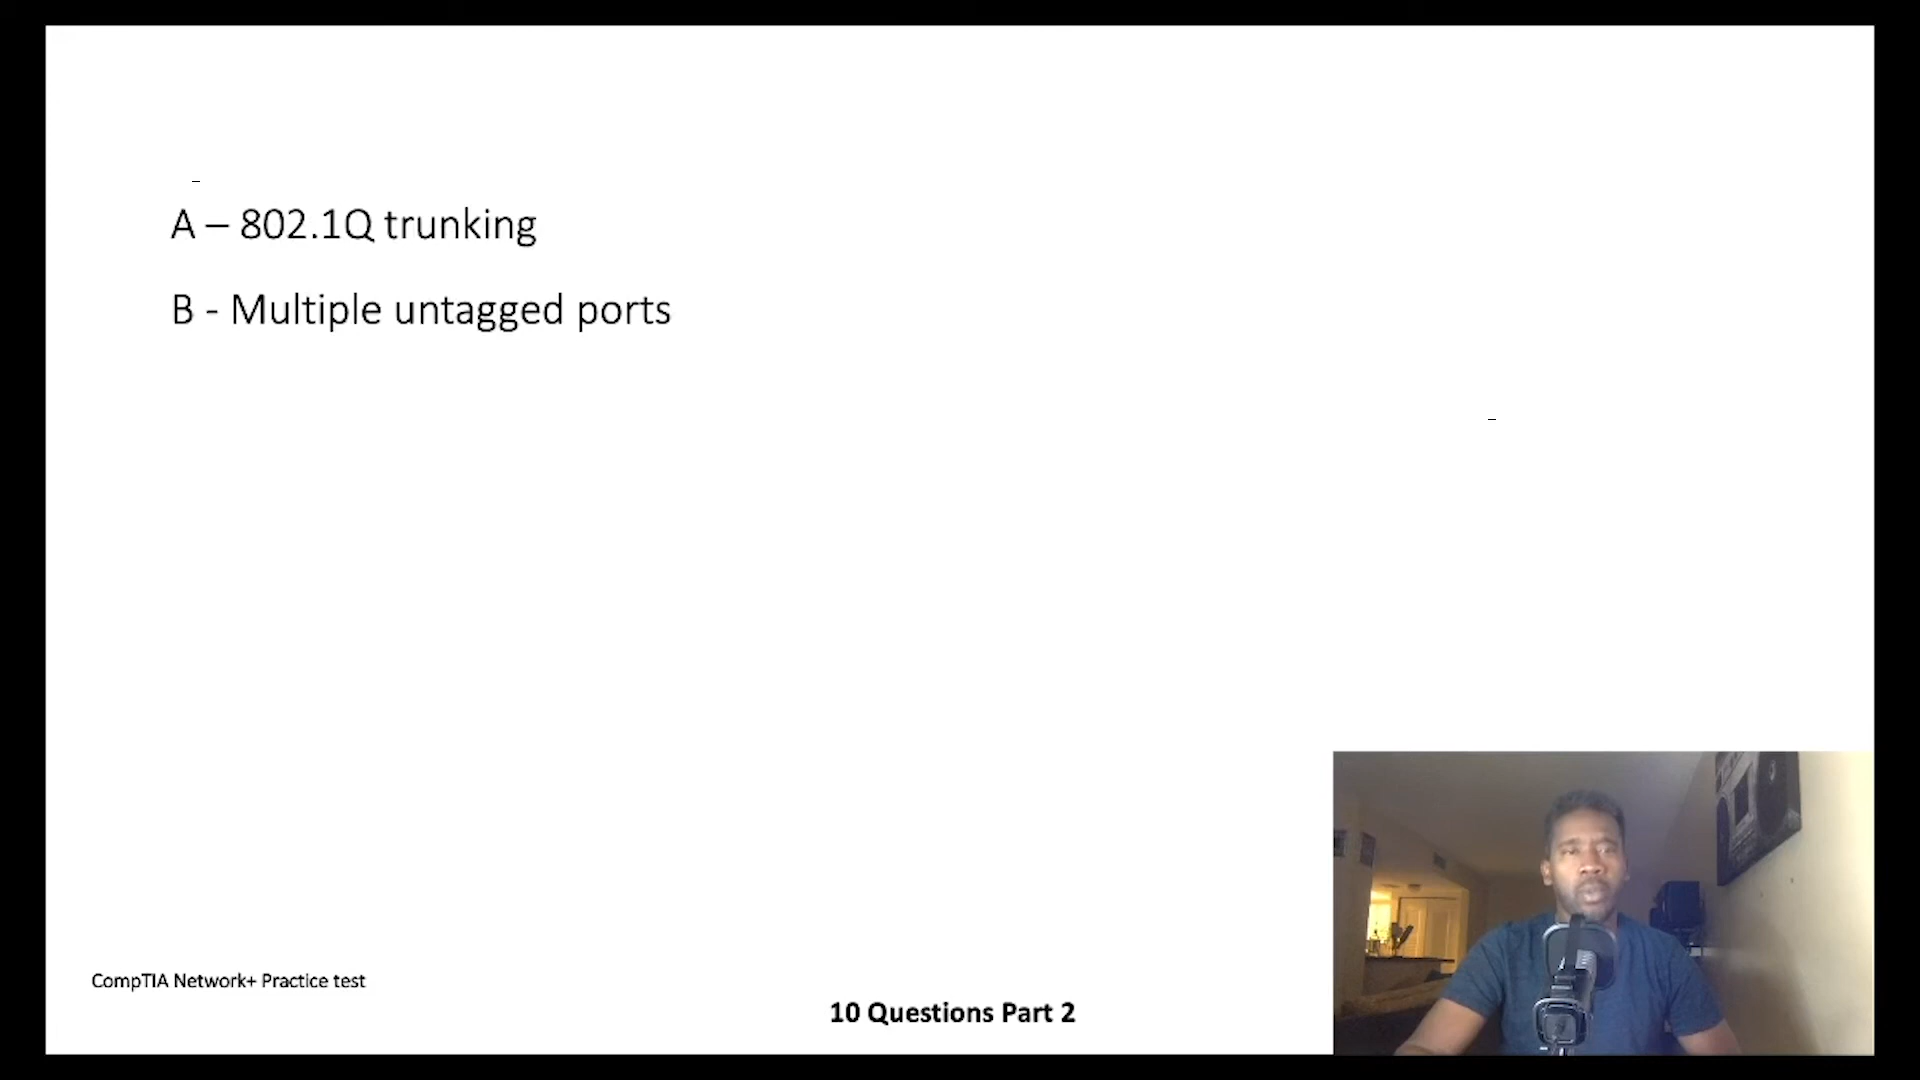 A – 802.1Q trunking
B - Multiple untagged ports
CompTIA Network+ Practice test
10 Questions Part 2